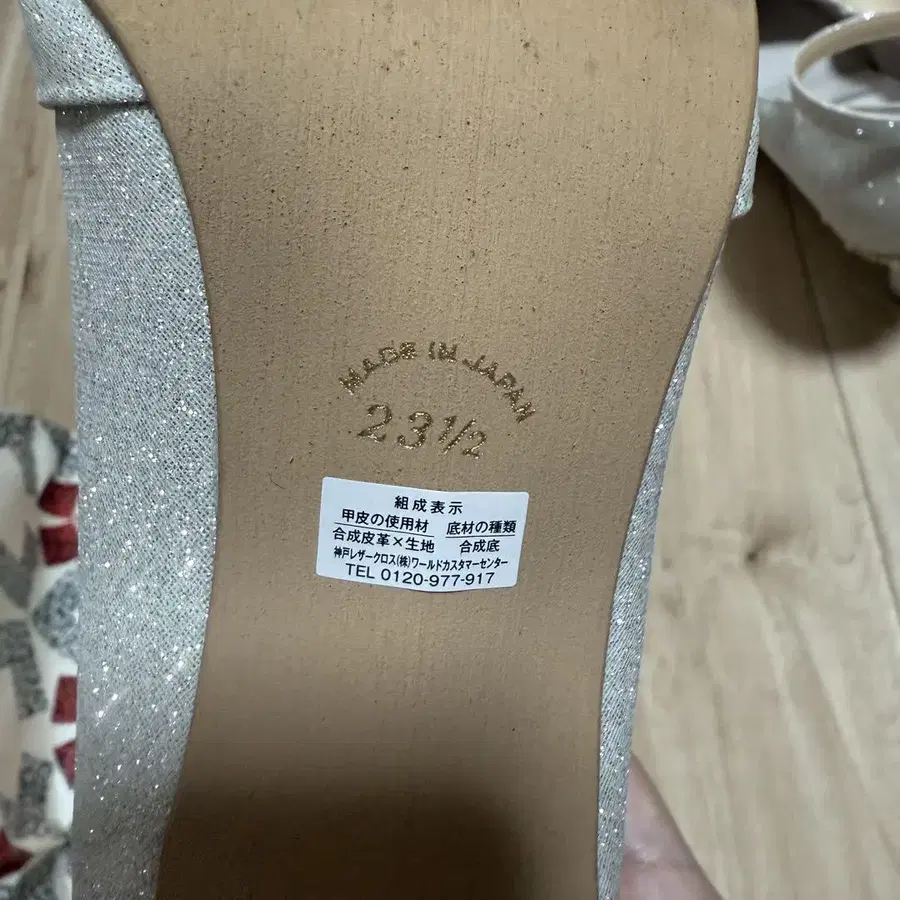 MADE IN JAPAN
23 1/2
組成表示
甲皮の使用材 底材の種類
合成皮革×生地 合成底
神戸レザークロス(株)ワールドカスタマーセンター
TEL 0120-977-917